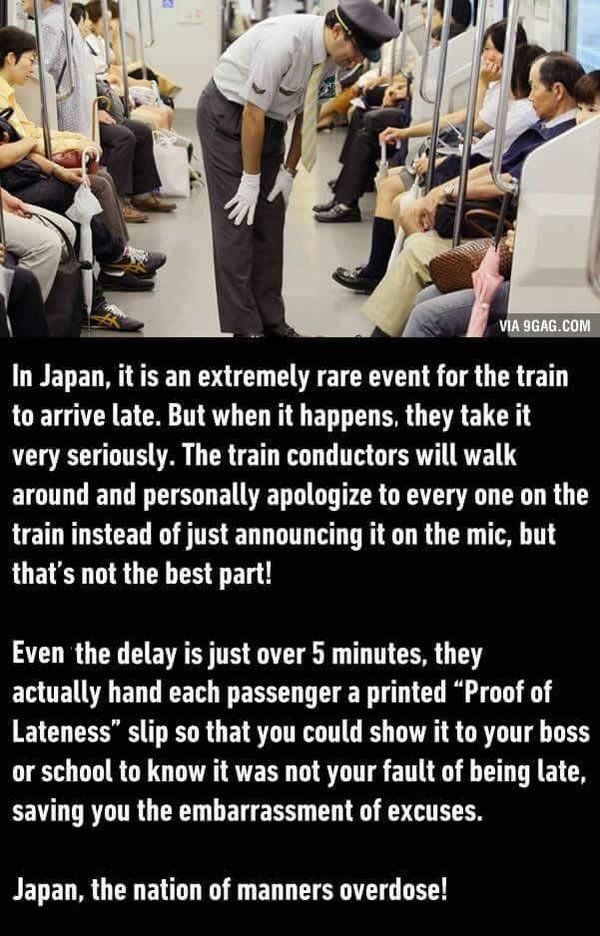 VIA 9GAG.COM
In Japan, it is an extremely rare event for the train
to arrive late. But when it happens, they take it
very seriously. The train conductors will walk
around and personally apologize to every one on the
train instead of just announcing it on the mic, but
that's not the best part!
Even the delay is just over 5 minutes, they
actually hand each passenger a printed “Proof of
Lateness” slip so that you could show it to your boss
or school to know it was not your fault of being late,
saving you the embarrassment of excuses.
Japan, the nation of manners overdose!